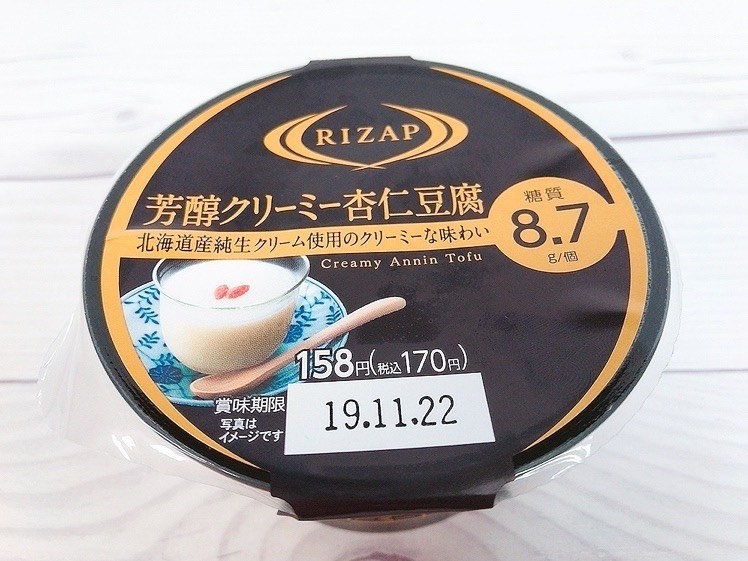 RIZAP
芳醇クリーミー杏仁豆腐
北海道産純生クリーム使用のクリーミーな味わい
Creamy Annin Tofu
糖質
8.7
g/個
158円(税込170円)
賞味期限
19.11.22
写真は
イメージです